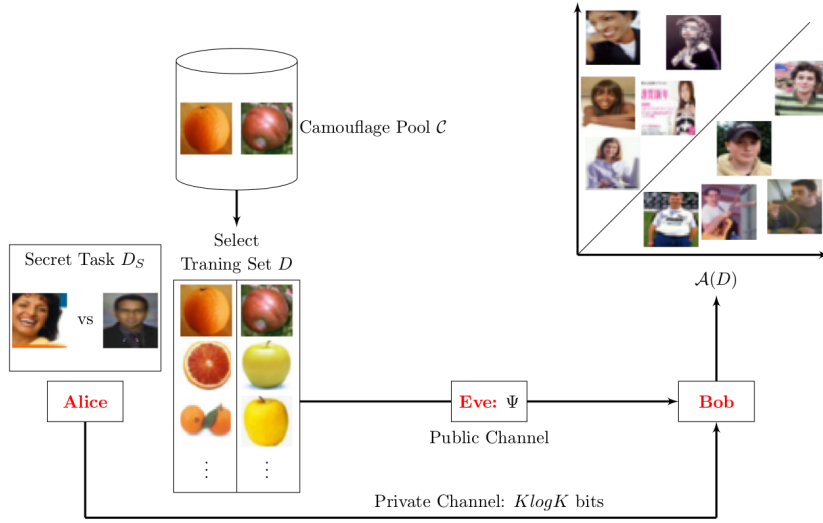 Camouflage Pool 𝒞
Select
Traning Set D
Secret Task D_S
vs
Alice
Eve: Ψ
Public Channel
Bob
𝒜(D)
Private Channel: KlogK bits